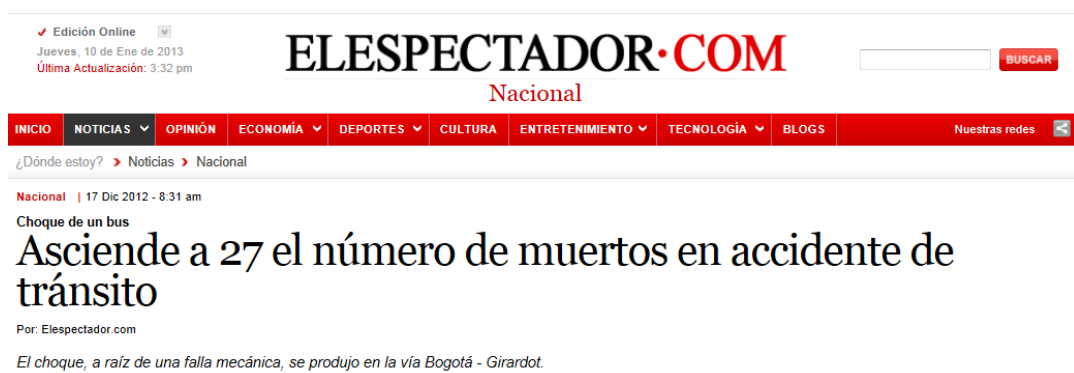 Edición Online
Jueves, 10 de Ene de 2013
Última Actualización: 3:32 pm
ELESPECTADOR·COM
Nacional
BUSCAR
INICIO NOTICIAS OPINIÓN ECONOMÍA DEPORTES CULTURA ENTRETENIMIENTO TECNOLOGÍA BLOGS Nuestras redes
¿Dónde estoy? Noticias Nacional
Nacional | 17 Dic 2012 - 8:31 am
Choque de un bus
Asciende a 27 el número de muertos en accidente de
tránsito
Por: Elespectador.com
El choque, a raíz de una falla mecánica, se produjo en la vía Bogotá - Girardot.